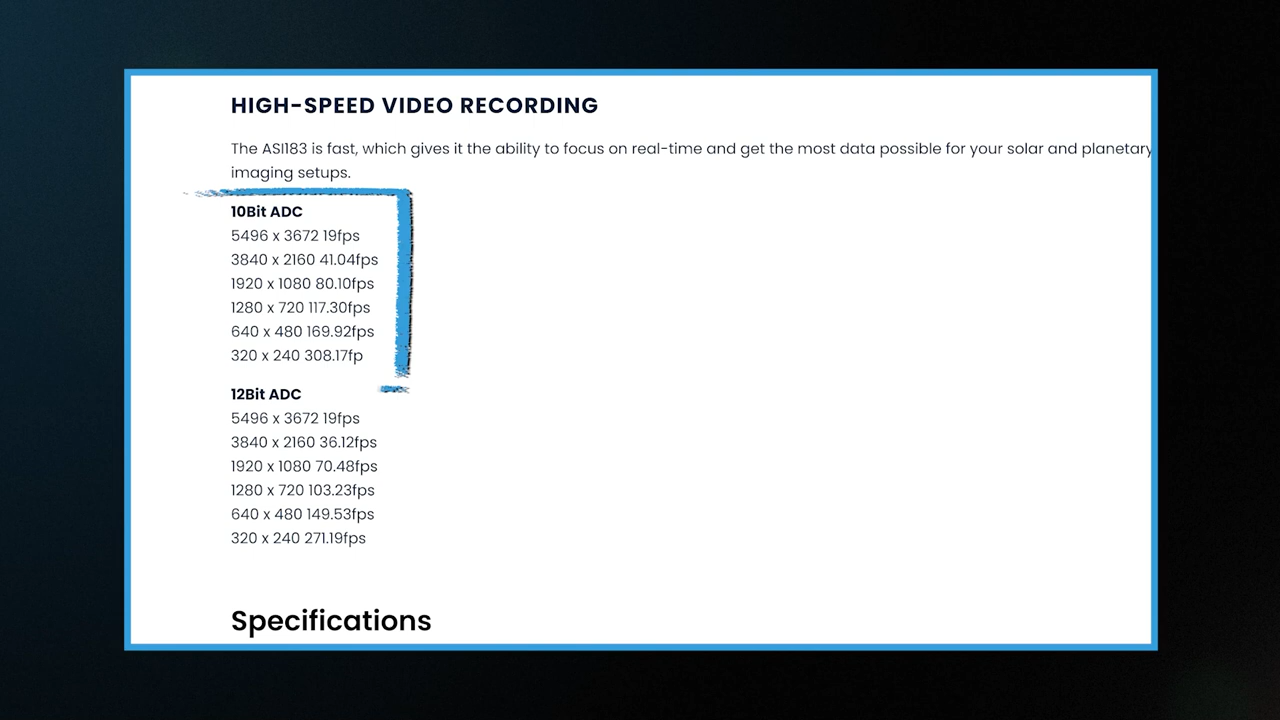 HIGH-SPEED VIDEO RECORDING
The ASI183 is fast, which gives it the ability to focus on real-time and get the most data possible for your solar and planetary
imaging setups.
10Bit ADC
5496 x 3672 19fps
3840 x 2160 41.04fps
1920 x 1080 80.10fps
1280 x 720 117.30fps
640 x 480 169.92fps
320 x 240 308.17fp
12Bit ADC
5496 x 3672 19fps
3840 x 2160 36.12fps
1920 x 1080 70.48fps
1280 x 720 103.23fps
640 x 480 149.53fps
320 x 240 271.19fps
Specifications